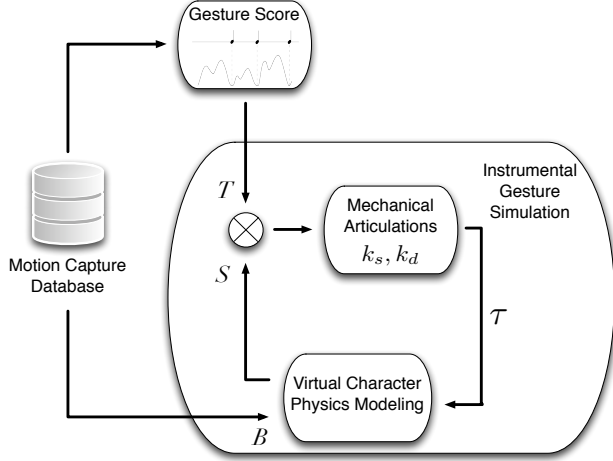 Gesture Score
Instrumental
Gesture
Simulation
T
Mechanical
Articulations
k_s, k_d
Motion Capture
Database
S
τ
Virtual Character
Physics Modeling
B